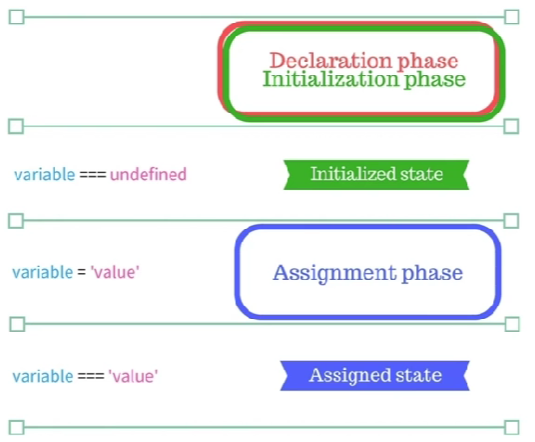 Declaration phase
Initialization phase
variable === undefined
Initialized state
variable = 'value'
Assignment phase
variable === 'value'
Assigned state